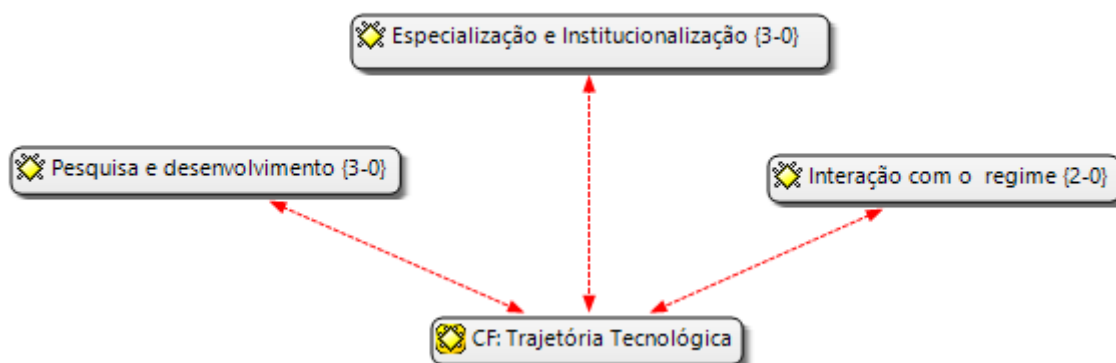 Especialização e Institucionalização {3-0}
Pesquisa e desenvolvimento {3-0}
Interação com o regime {2-0}
CF: Trajetória Tecnológica